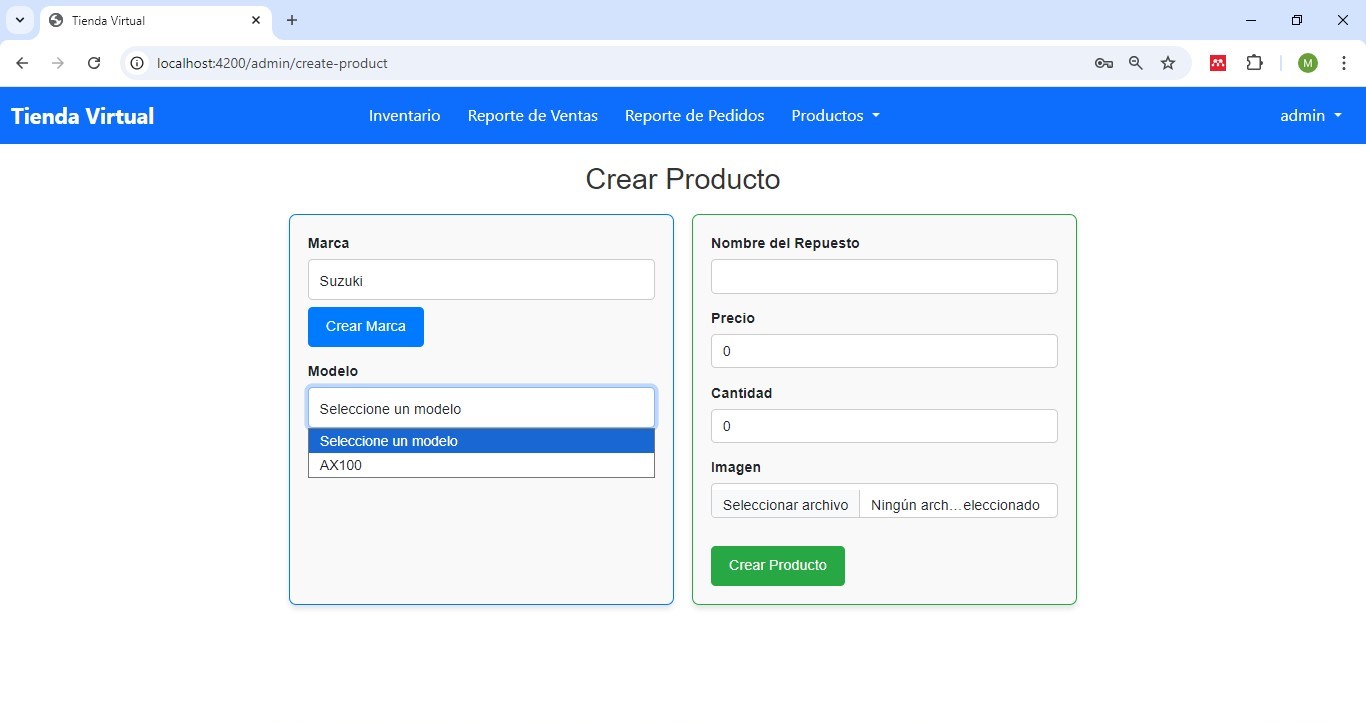 Tienda Virtual
localhost:4200/admin/create-product
M
Tienda Virtual
Inventario
Reporte de Ventas
Reporte de Pedidos
Productos
admin
Crear Producto
Marca
Suzuki
Crear Marca
Modelo
Seleccione un modelo
Seleccione un modelo
AX100
Nombre del Repuesto
Precio
0
Cantidad
0
Imagen
Seleccionar archivo Ningún arch…eleccionado
Crear Producto